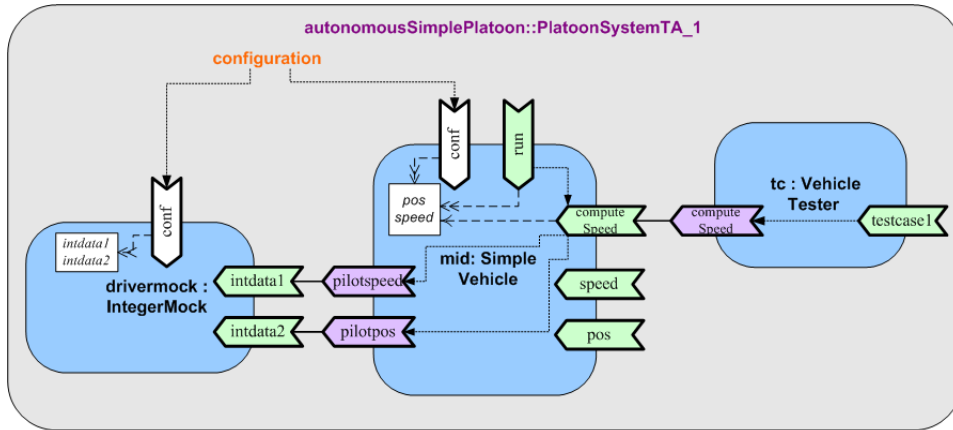 autonomousSimplePlatoon::PlatoonSystemTA_1
configuration
conf
run
pos
speed
compute
Speed
compute
Speed
tc : Vehicle
Tester
testcase1
conf
intdata1
intdata2
drivermock :
IntegerMock
intdata1
pilotspeed
mid: Simple
Vehicle
speed
intdata2
pilotpos
pos